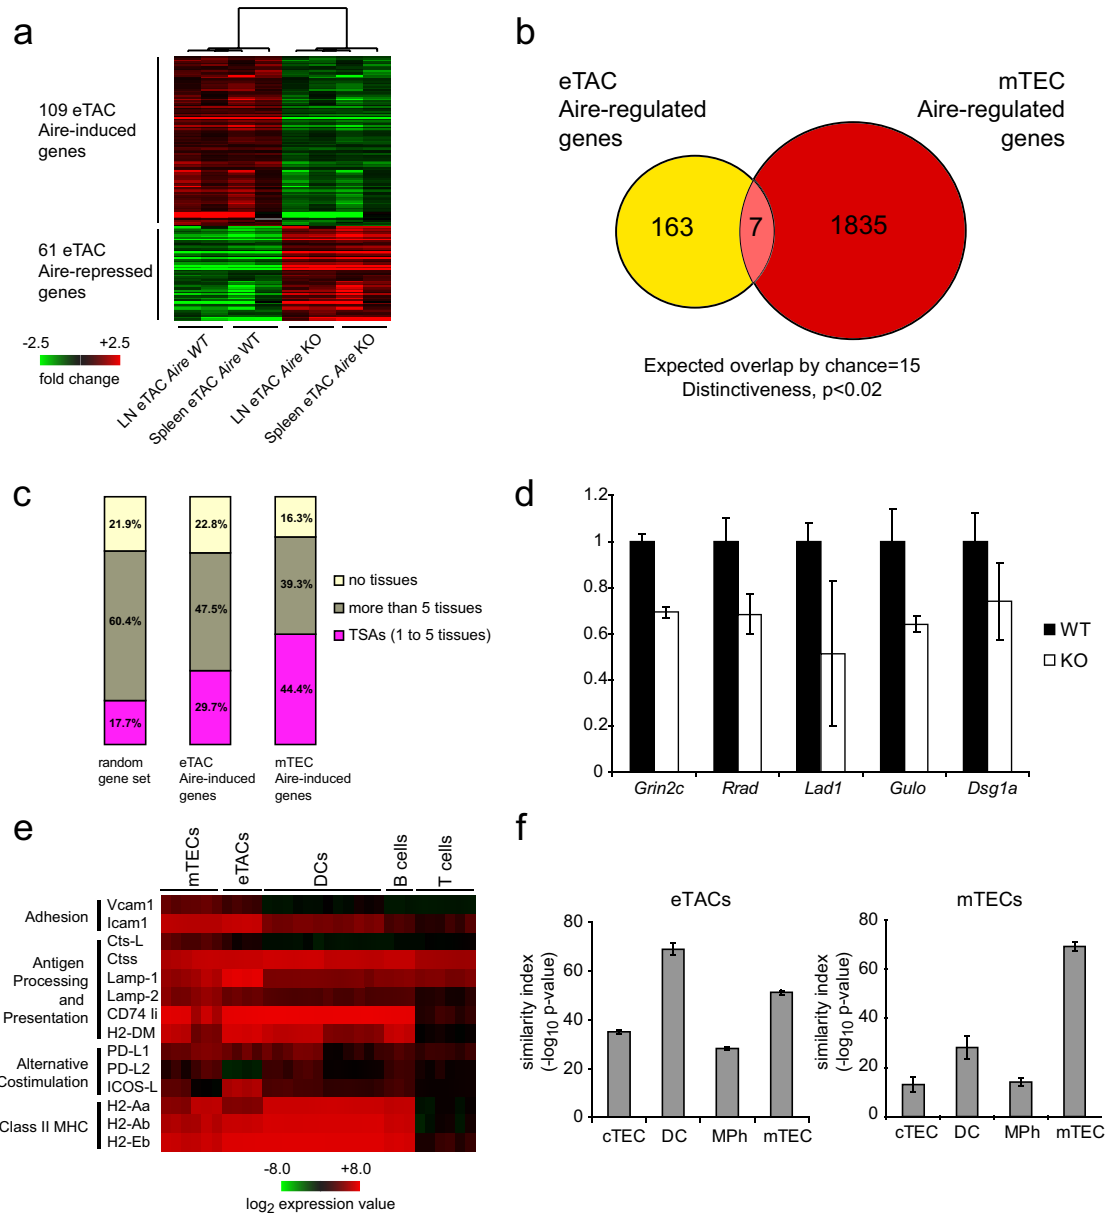 a
109 eTAC
Aire-induced
genes
61 eTAC
Aire-repressed
genes
-2.5 +2.5
fold change
LN eTAC Aire WT
Spleen eTAC Aire WT
LN eTAC Aire KO
Spleen eTAC Aire KO
b
eTAC
Aire-regulated
genes
mTEC
Aire-regulated
genes
163
7
1835
Expected overlap by chance=15
Distinctiveness, p<0.02
c
21.9%
60.4%
17.7%
22.8%
47.5%
29.7%
16.3%
39.3%
44.4%
no tissues
more than 5 tissues
TSAs (1 to 5 tissues)
random
gene set
eTAC
Aire-induced
genes
mTEC
Aire-induced
genes
d
1.2
1
0.8
0.6
0.4
0.2
0
Grin2c
Rrad
Lad1
Gulo
Dsg1a
WT
KO
e
mTECs
eTACs
DCs
B cells
T cells
Adhesion
Antigen
Processing
and
Presentation
Alternative
Costimulation
Class II MHC
Vcam1
Icam1
Cts-L
Ctss
Lamp-1
Lamp-2
CD74 Ii
H2-DM
PD-L1
PD-L2
ICOS-L
H2-Aa
H2-Ab
H2-Eb
-8.0 +8.0
log2 expression value
f
eTACs
similarity index
(-log10 p-value)
80
60
40
20
0
cTEC
DC
MPh
mTEC
mTECs
similarity index
(-log10 p-value)
80
60
40
20
0
cTEC
DC
MPh
mTEC